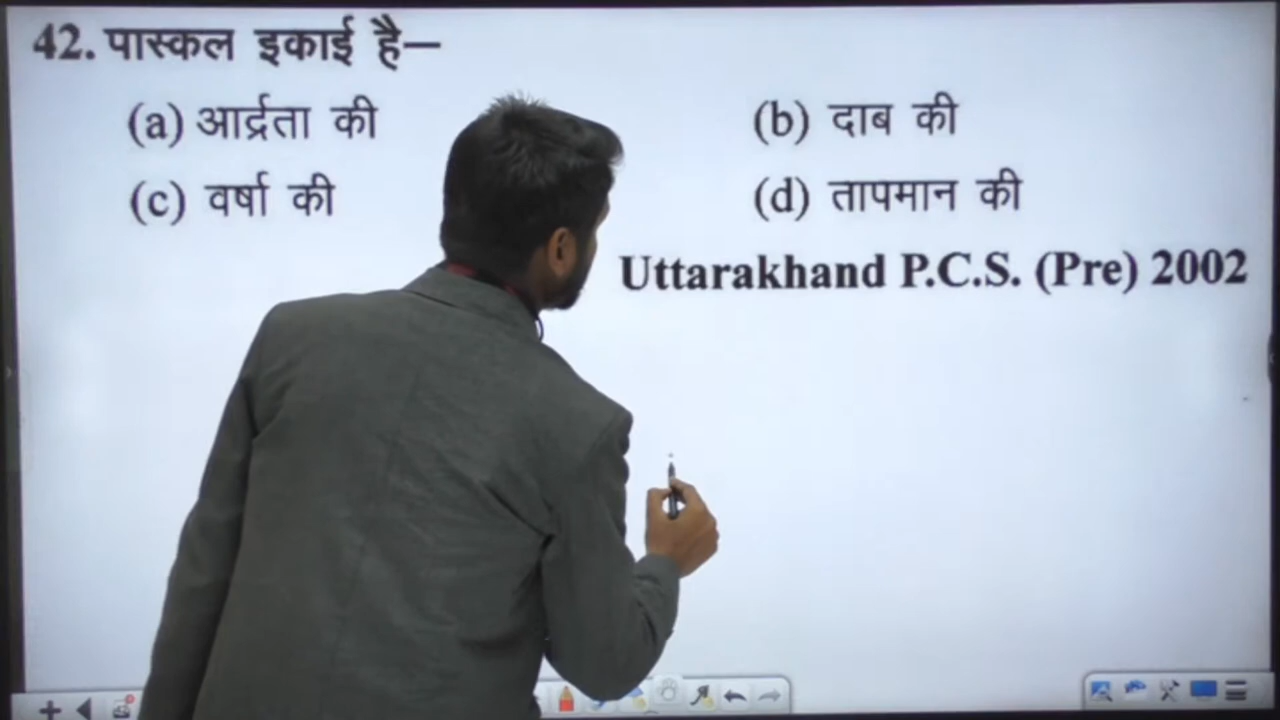 42. पास्कल इकाई है—
(a) आर्द्रता की (b) दाब की
(c) वर्षा की (d) तापमान की
Uttarakhand P.C.S. (Pre) 2002